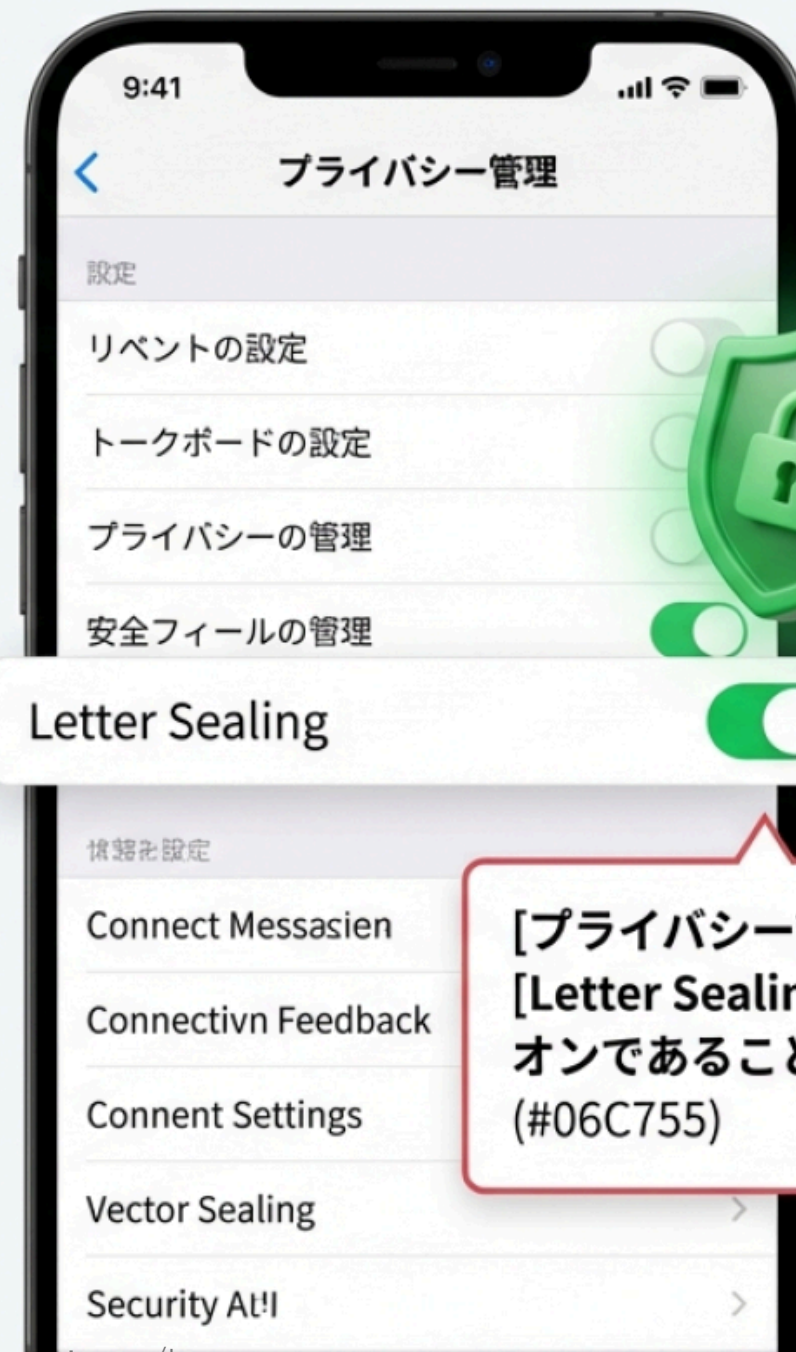 9:41
プライバシー管理
設定
リベントの設定
トークボードの設定
プライバシーの管理
安全フィールの管理
Letter Sealing
設定
Connect Messasien
Connectivn Feedback
[プライバシー
[Letter Sealin
オンであること
(#06C755)
Connent Settings
Vector Sealing
Security